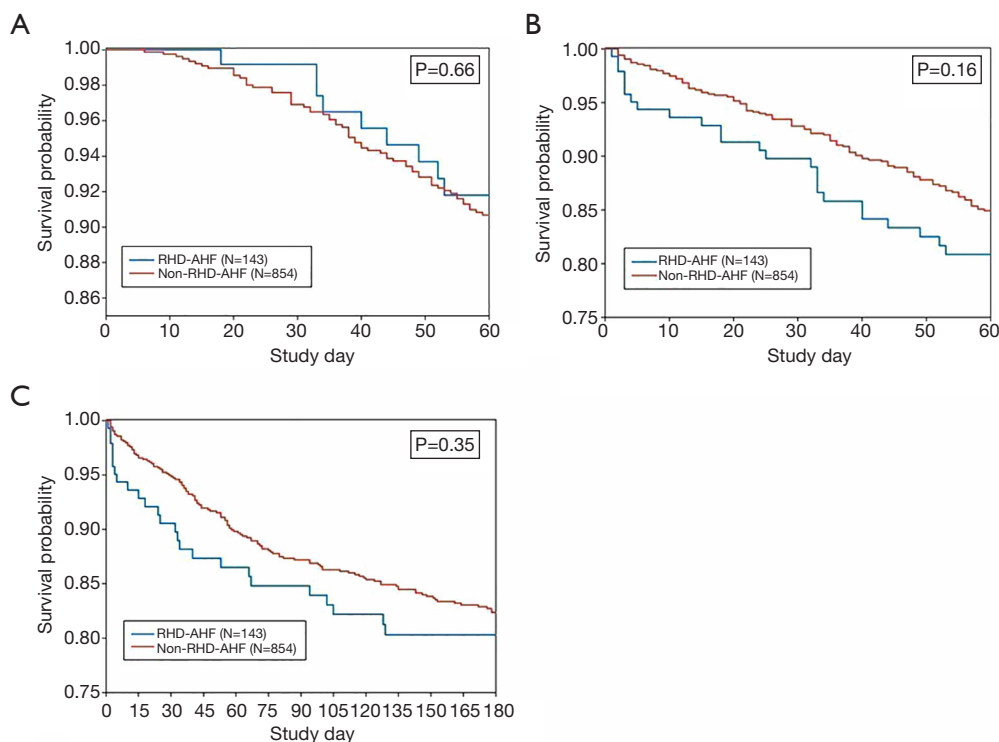 A
Survival probability
1.00
0.98
0.96
0.94
0.92
0.90
0.88
0.86
P=0.66
RHD-AHF (N=143)
Non-RHD-AHF (N=854)
0 10 20 30 40 50 60
Study day
B
Survival probability
1.00
0.95
0.90
0.85
0.80
0.75
P=0.16
RHD-AHF (N=143)
Non-RHD-AHF (N=854)
0 10 20 30 40 50 60
Study day
C
Survival probability
1.00
0.95
0.90
0.85
0.80
0.75
P=0.35
RHD-AHF (N=143)
Non-RHD-AHF (N=854)
0 15 30 45 60 75 90 105 120 135 150 165 180
Study day